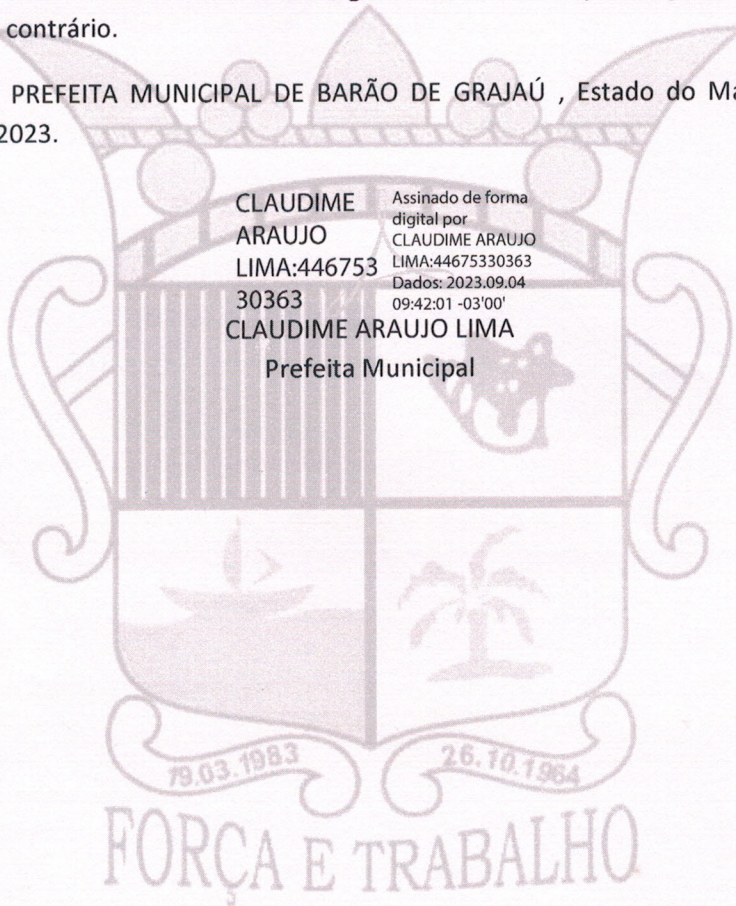 contrário.
PREFEITA MUNICIPAL DE BARÃO DE GRAJAÚ , Estado do Ma
2023.
CLAUDIME
ARAUJO
LIMA:446753
30363
Assinado de forma
digital por
CLAUDIME ARAUJO
LIMA:44675330363
Dados: 2023.09.04
09:42:01 -03'00'
CLAUDIME ARAUJO LIMA
Prefeita Municipal
19.03.1983
26.10.1964
FORÇA E TRABALHO